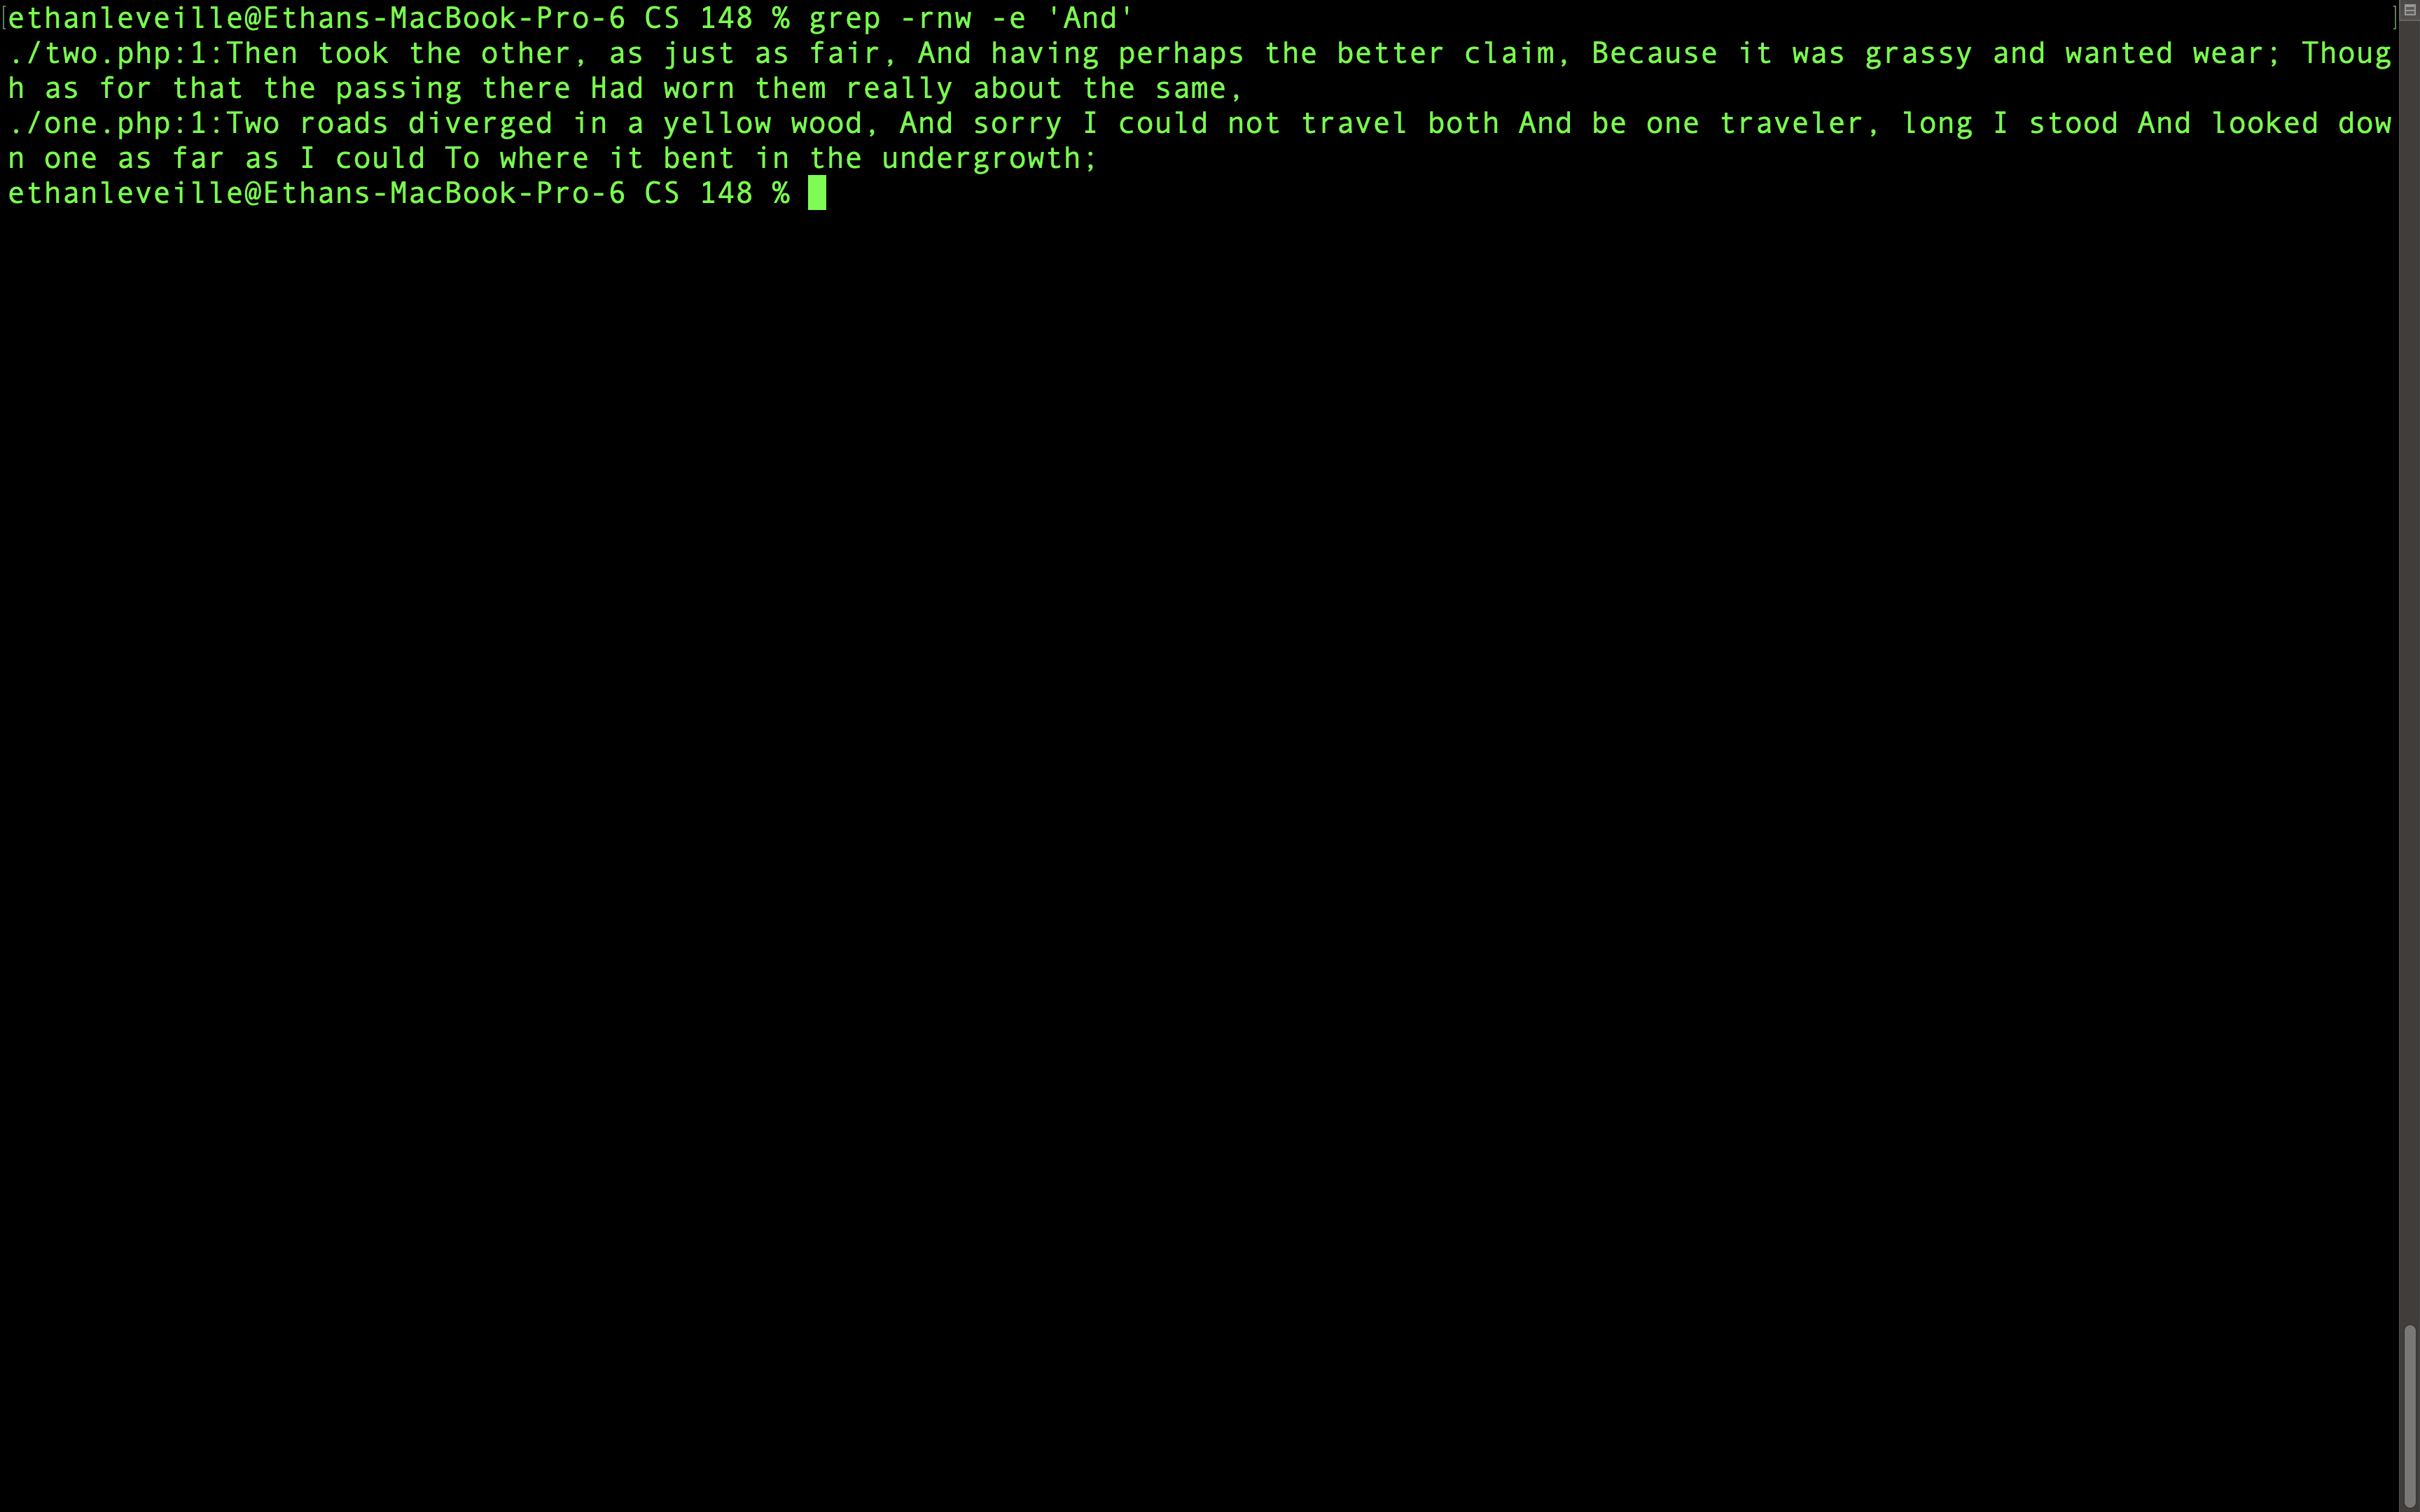 [ethanleveille@Ethans-MacBook-Pro-6 CS 148 % grep -rnw -e 'And' ]
./two.php:1:Then took the other, as just as fair, And having perhaps the better claim, Because it was grassy and wanted wear; Thoug
h as for that the passing there Had worn them really about the same,
./one.php:1:Two roads diverged in a yellow wood, And sorry I could not travel both And be one traveler, long I stood And looked dow
n one as far as I could To where it bent in the undergrowth;
ethanleveille@Ethans-MacBook-Pro-6 CS 148 %